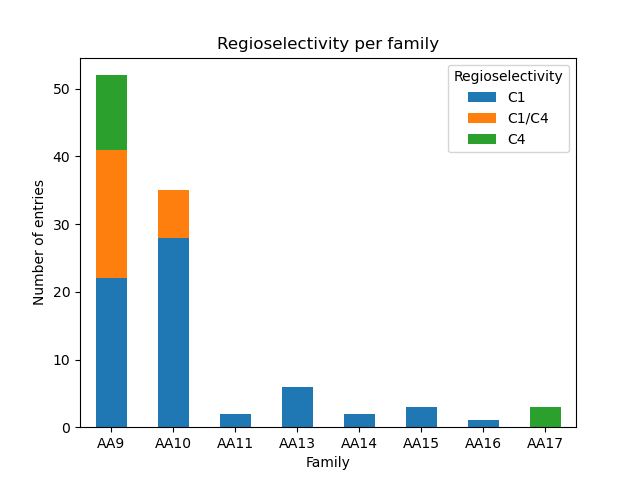 Regioselectivity per family
Regioselectivity
C1
C1/C4
C4
Number of entries
50
40
30
20
10
0
AA9 AA10 AA11 AA13 AA14 AA15 AA16 AA17
Family